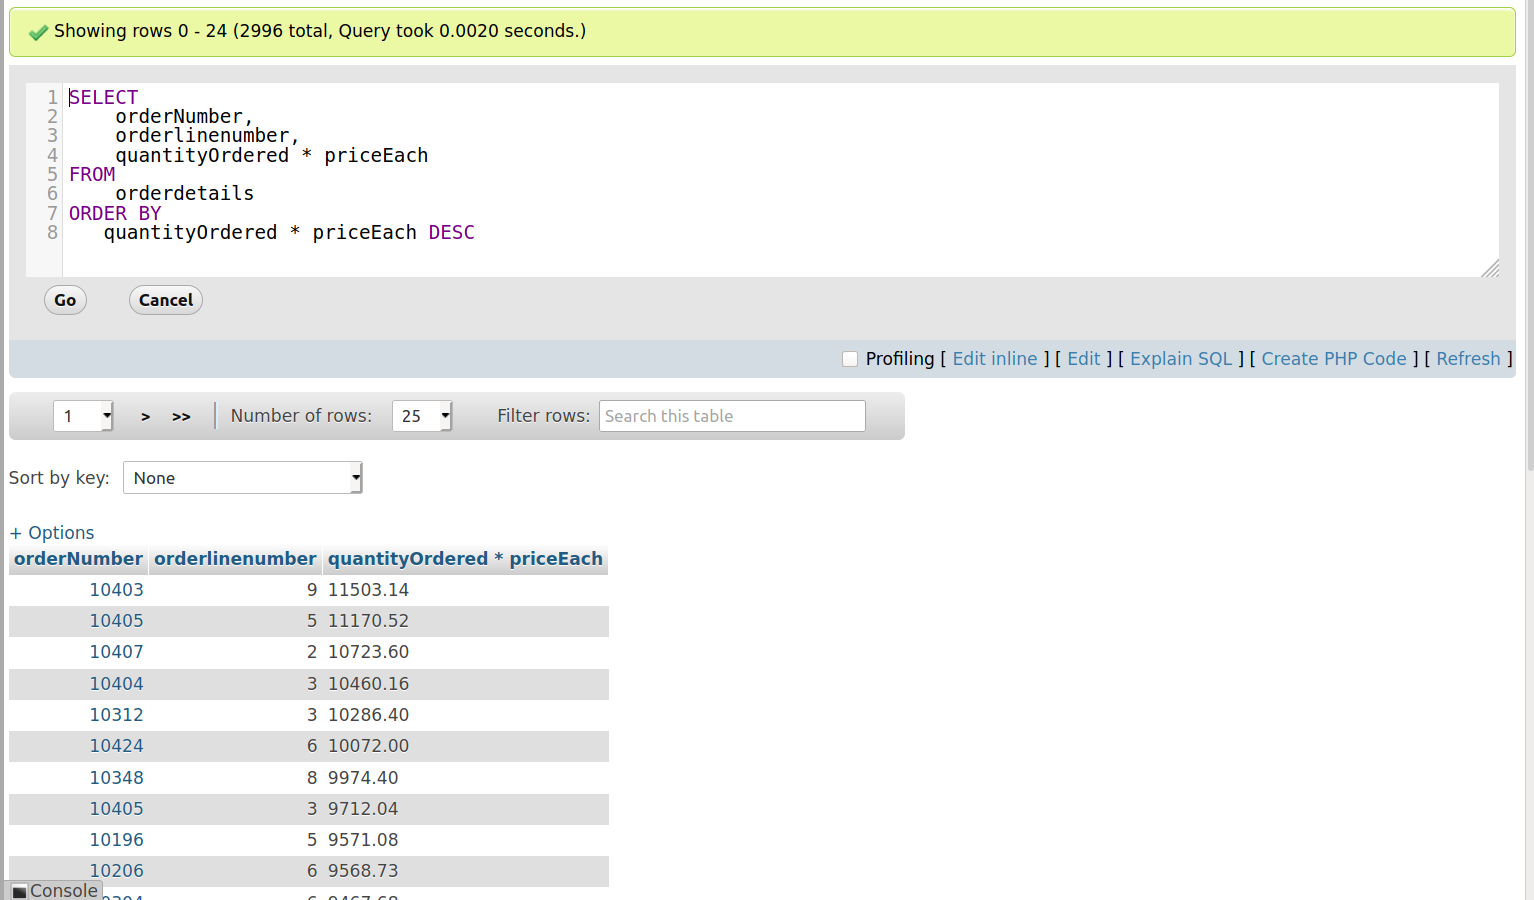 Showing rows 0 - 24 (2996 total, Query took 0.0020 seconds.)
1 SELECT
2 orderNumber,
3 orderlinenumber,
4 quantityOrdered * priceEach
5 FROM
6 orderdetails
7 ORDER BY
8 quantityOrdered * priceEach DESC
Go Cancel
Profiling [ Edit inline ] [ Edit ] [ Explain SQL ] [ Create PHP Code ] [ Refresh ]
1 > >> Number of rows: 25 Filter rows: Search this table
Sort by key: None
+ Options
orderNumber orderlinenumber quantityOrdered * priceEach
10403 9 11503.14
10405 5 11170.52
10407 2 10723.60
10404 3 10460.16
10312 3 10286.40
10424 6 10072.00
10348 8 9974.40
10405 3 9712.04
10196 5 9571.08
10206 6 9568.73
Console